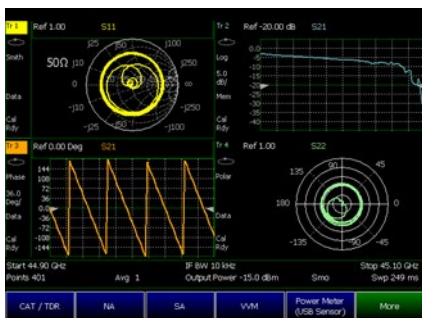 Tr 1 Ref 1.00 S11
Smith
50Ω
j10
j25
j50
j100
j250
0
∞
-j10
-j25
-j50
-j100
-j250
Data
Cal
Rdy
Tr 2 Ref -20.00 dB S21
Log
5.0
dB/
Mem
Cal
Rdy
0.0
-5
-10
-15
-20
-25
-30
-35
-40
Tr 3 Ref 0.00 Deg S21
Phase
36.0
Deg/
Data
Cal
Rdy
144
108
72
36
0.0
-36
-72
-108
-144
Tr 4 Ref 1.00 S22
Polar
Data
Cal
Rdy
135
90
45
180
0
-135
-90
-45
Start 44.90 GHz IF BW 10 kHz Stop 45.10 GHz
Points 401 Avg 1 Output Power -15.0 dBm Smo Swp 249 ms
CAT / TDR NA SA VVM Power Meter (USB Sensor) More